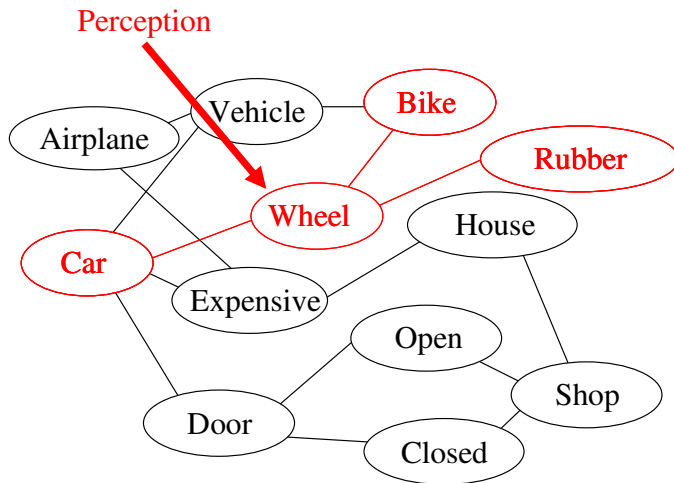 Perception
Vehicle
Bike
Airplane
Rubber
Wheel
House
Car
Expensive
Open
Shop
Door
Closed